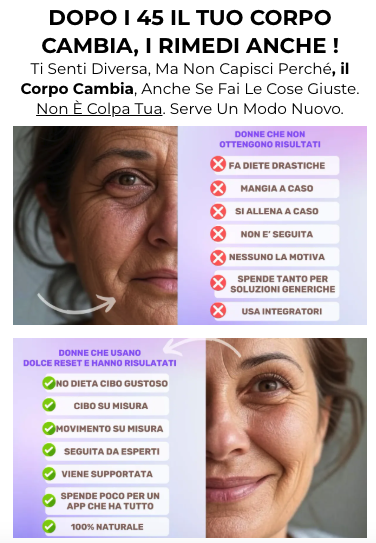 DOPO I 45 IL TUO CORPO
CAMBIA, I RIMEDI ANCHE !
Ti Senti Diversa, Ma Non Capisci Perché, il
Corpo Cambia, Anche Se Fai Le Cose Giuste.
Non È Colpa Tua. Serve Un Modo Nuovo.
DONNE CHE NON
OTTENGONO RISULTATI
FA DIETE DRASTICHE
MANGIA A CASO
SI ALLENA A CASO
NON E' SEGUITA
NESSUNO LA MOTIVA
SPENDE TANTO PER
SOLUZIONI GENERICHE
USA INTEGRATORI
DONNE CHE USANO
DOLCE RESET E HANNO RISULATATI
NO DIETA CIBO GUSTOSO
CIBO SU MISURA
MOVIMENTO SU MISURA
SEGUITA DA ESPERTI
VIENE SUPPORTATA
SPENDE POCO PER UN
APP CHE HA TUTTO
100% NATURALE